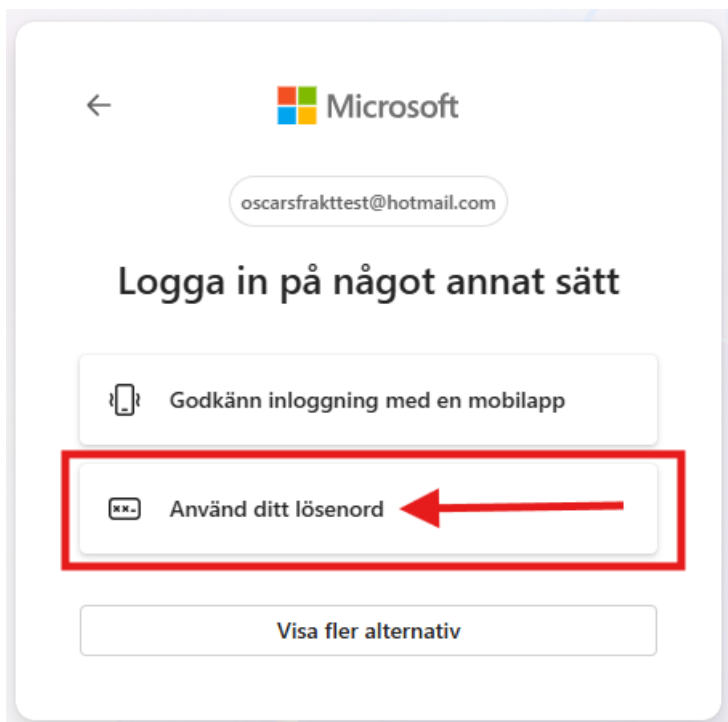 Microsoft
oscarsfrakttest@hotmail.com
Logga in på något annat sätt
Godkänn inloggning med en mobilapp
Använd ditt lösenord
Visa fler alternativ